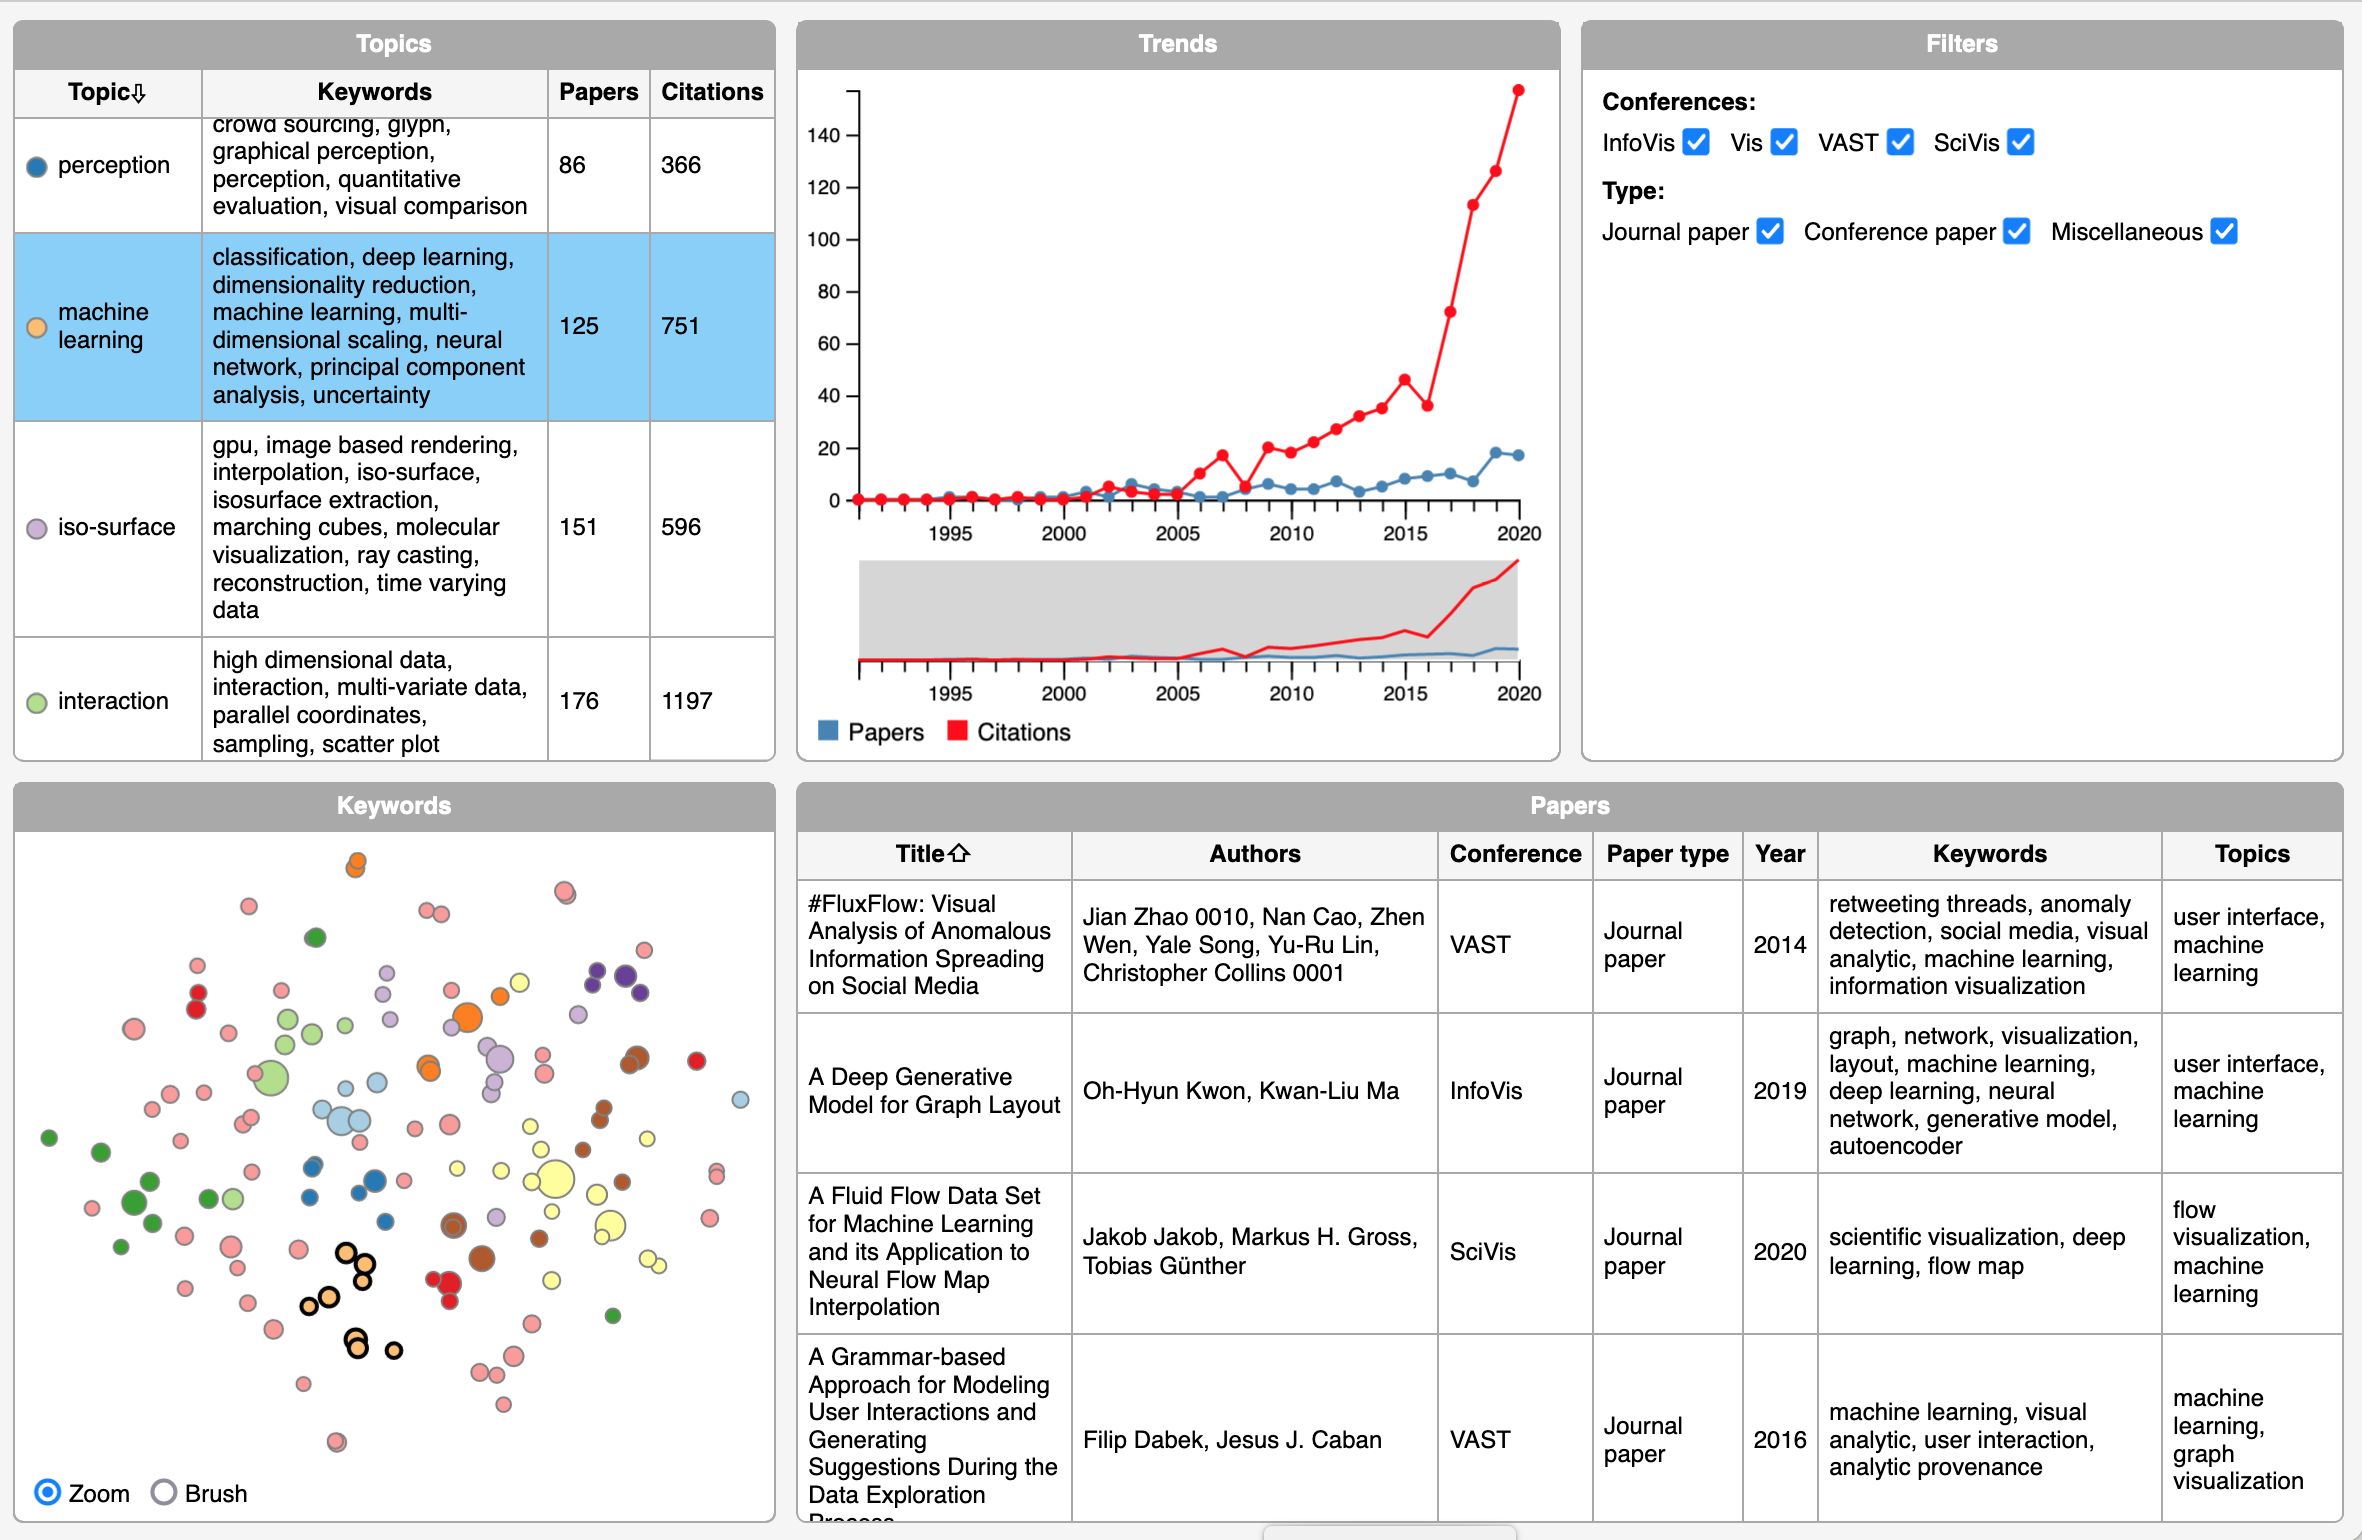 Topics
Topic⇩ Keywords Papers Citations
perception
crowd sourcing, glyph,
graphical perception,
perception, quantitative
evaluation, visual comparison
86
366
machine
learning
classification, deep learning,
dimensionality reduction,
machine learning, multi-
dimensional scaling, neural
network, principal component
analysis, uncertainty
125
751
iso-surface
gpu, image based rendering,
interpolation, iso-surface,
isosurface extraction,
marching cubes, molecular
visualization, ray casting,
reconstruction, time varying
data
151
596
interaction
high dimensional data,
interaction, multi-variate data,
parallel coordinates,
sampling, scatter plot
176
1197
Trends
140
120
100
80
60
40
20
0
1995 2000 2005 2010 2015 2020
1995 2000 2005 2010 2015 2020
Papers Citations
Filters
Conferences:
InfoVis Vis VAST SciVis
Type:
Journal paper Conference paper Miscellaneous
Keywords
Zoom Brush
Papers
Title⇧ Authors Conference Paper type Year Keywords Topics
#FluxFlow: Visual
Analysis of Anomalous
Information Spreading
on Social Media
Jian Zhao 0010, Nan Cao, Zhen
Wen, Yale Song, Yu-Ru Lin,
Christopher Collins 0001
VAST
Journal
paper
2014
retweeting threads, anomaly
detection, social media, visual
analytic, machine learning,
information visualization
user interface,
machine
learning
A Deep Generative
Model for Graph Layout
Oh-Hyun Kwon, Kwan-Liu Ma
InfoVis
Journal
paper
2019
graph, network, visualization,
layout, machine learning,
deep learning, neural
network, generative model,
autoencoder
user interface,
machine
learning
A Fluid Flow Data Set
for Machine Learning
and its Application to
Neural Flow Map
Interpolation
Jakob Jakob, Markus H. Gross,
Tobias Günther
SciVis
Journal
paper
2020
scientific visualization, deep
learning, flow map
flow
visualization,
machine
learning
A Grammar-based
Approach for Modeling
User Interactions and
Generating
Suggestions During the
Data Exploration
Process
Filip Dabek, Jesus J. Caban
VAST
Journal
paper
2016
machine learning, visual
analytic, user interaction,
analytic provenance
machine
learning,
graph
visualization